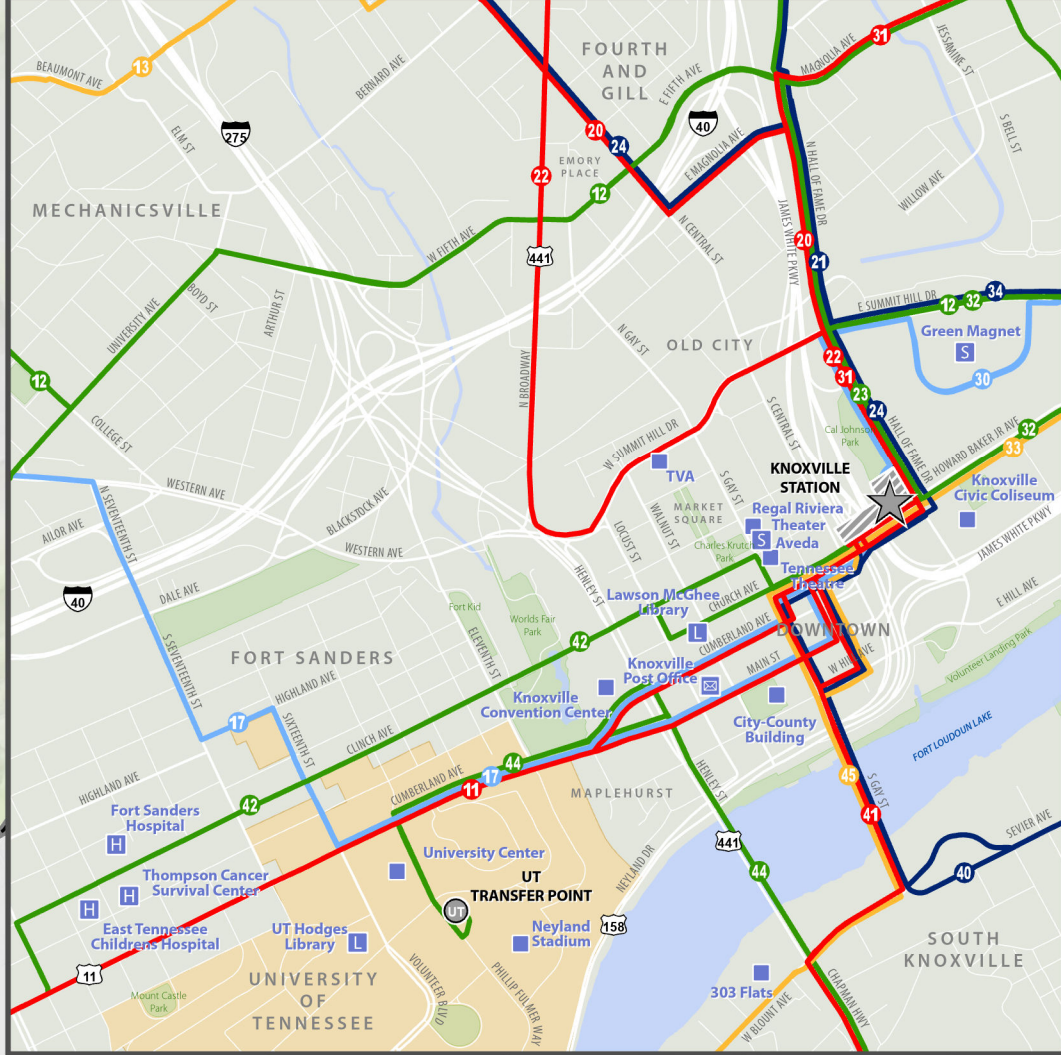 FOURTH
AND
GILL
31
MAGNOLIA AVE
JESSAMINE ST
BEAUMONT AVE
13
BERNARD AVE
E FIFTH AVE
ELM ST
275
40
20
24
E MAGNOLIA AVE
S BELL ST
EMORY
PLACE
22
12
WILLOW AVE
MECHANICSVILLE
N HALL OF FAME DR
JAMES WHITE PKWY
N CENTRAL ST
W FIFTH AVE
441
20
21
BOYD ST
UNIVERSITY AVE
ARTHUR ST
E SUMMIT HILL DR
12
32
34
Green Magnet
S
30
N GAY ST
OLD CITY
22
31
23
24
N BROADWAY
12
COLLEGE ST
S CENTRAL ST
HALL OF FAME DR
Cal Johnson
Park
HOWARD BAKER JR AVE
32
33
W SUMMIT HILL DR
KNOXVILLE
STATION
TVA
S GAY ST
Knoxville
Civic Coliseum
N SEVENTEENTH ST
WESTERN AVE
BLACKSTOCK AVE
AILOR AVE
MARKET
SQUARE
WALNUT ST
LOCUST ST
Regal Riviera
Theater
S
Aveda
JAMES WHITE PKWY
WESTERN AVE
Charles Krutch
Park
Tennessee
Theatre
HENLEY ST
40
DALE AVE
E HILL AVE
Fort Kid
Worlds Fair
Park
Lawson McGhee
Library
L
CHURCH AVE
CUMBERLAND AVE
DOWNTOWN
S SEVENTEENTH ST
ELEVENTH ST
42
FORT SANDERS
MAIN ST
W HILL AVE
Volunteer Landing Park
HIGHLAND AVE
Knoxville
Post Office
Knoxville
Convention Center
17
SIXTEENTH ST
City-County
Building
CLINCH AVE
FORT LOUDOUN LAKE
44
17
11
CUMBERLAND AVE
HENLEY ST
45
S GAY ST
HIGHLAND AVE
MAPLEHURST
42
41
Fort Sanders
Hospital
H
SEVIER AVE
441
University Center
44
40
NEYLAND DR
Thompson Cancer
Survival Center
H
H
UT
TRANSFER POINT
UT
East Tennessee
Childrens Hospital
UT Hodges
Library
L
Neyland
Stadium
158
SOUTH
KNOXVILLE
11
UNIVERSITY
OF
TENNESSEE
VOLUNTEER BLVD
PHILLIP FULMER WAY
303 Flats
CHAPMAN HWY
Mount Castle
Park
W BLOUNT AVE